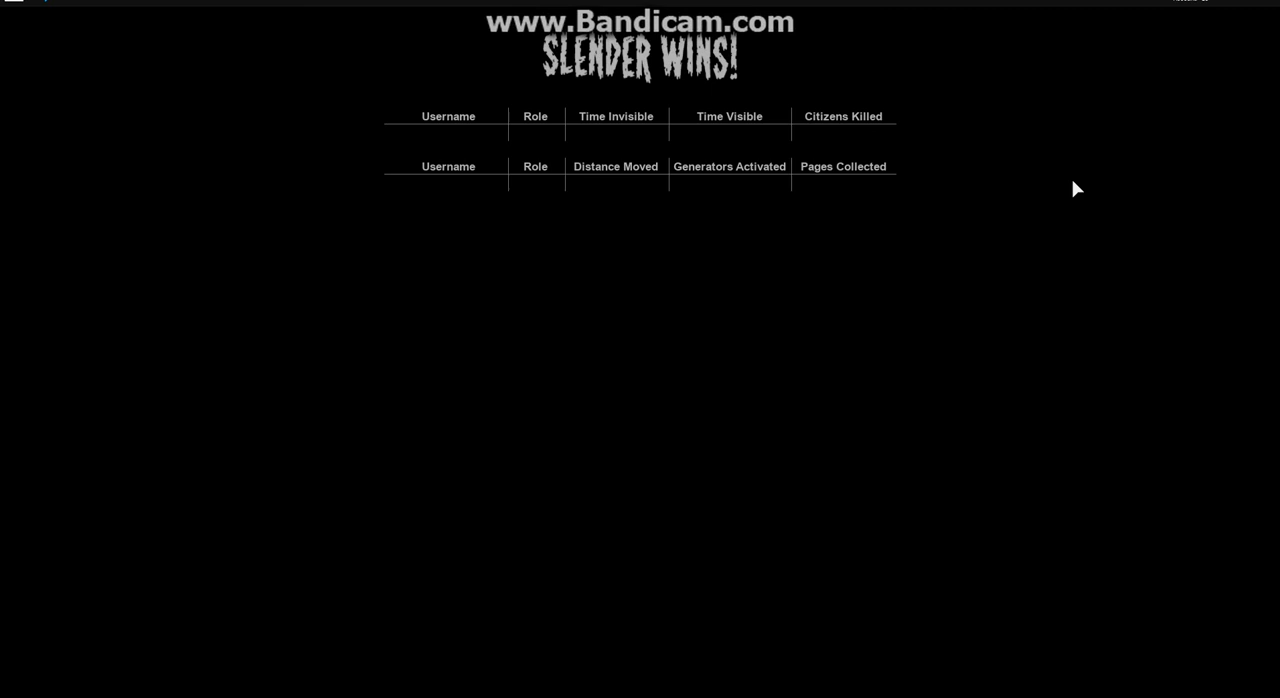 www.Bandicam.com
SLENDER WINS!
Username Role Time Invisible Time Visible Citizens Killed
Username Role Distance Moved Generators Activated Pages Collected